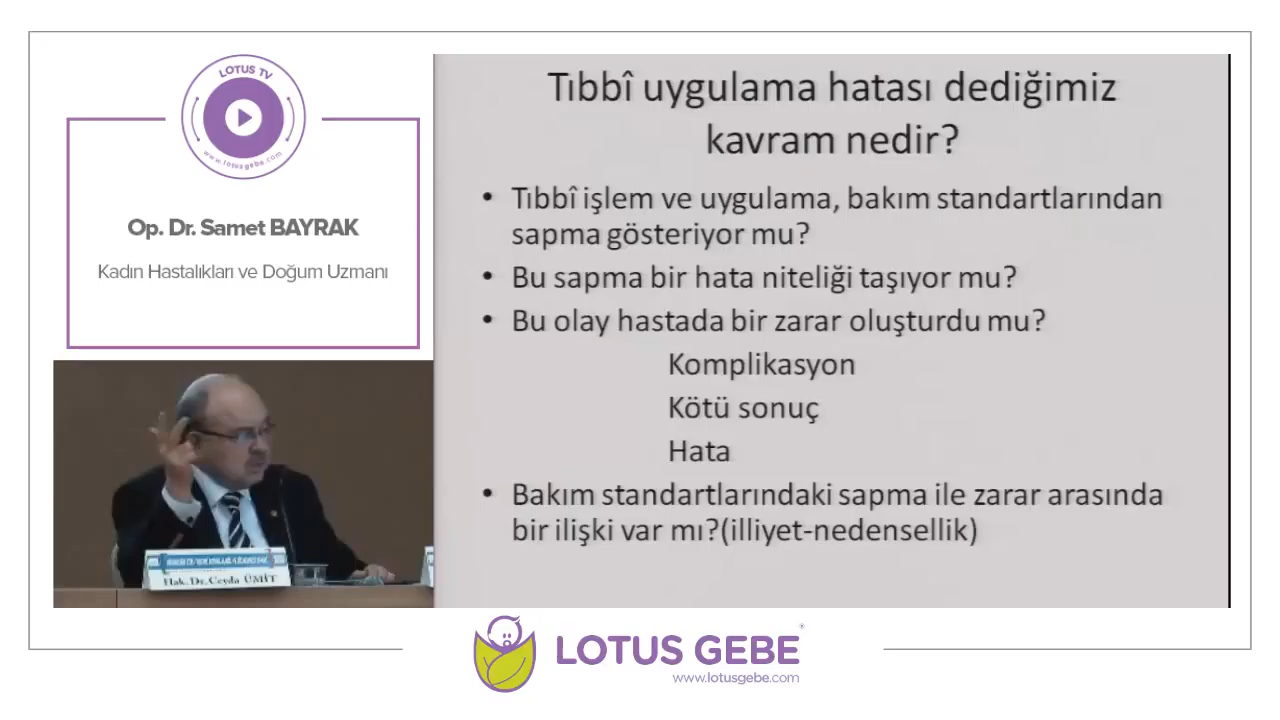 LOTUS TV
www.lotusgebe.com
Op. Dr. Samet BAYRAK
Kadın Hastalıkları ve Doğum Uzmanı
Tıbbî uygulama hatası dediğimiz
kavram nedir?
• Tıbbî işlem ve uygulama, bakım standartlarından
sapma gösteriyor mu?
• Bu sapma bir hata niteliği taşıyor mu?
• Bu olay hastada bir zarar oluşturdu mu?
Komplikasyon
Kötü sonuç
Hata
• Bakım standartlarındaki sapma ile zarar arasında
bir ilişki var mı?(illiyet-nedensellik)
Hak. Dr. Ceyda ÜMİT
LOTUS GEBE®
www.lotusgebe.com